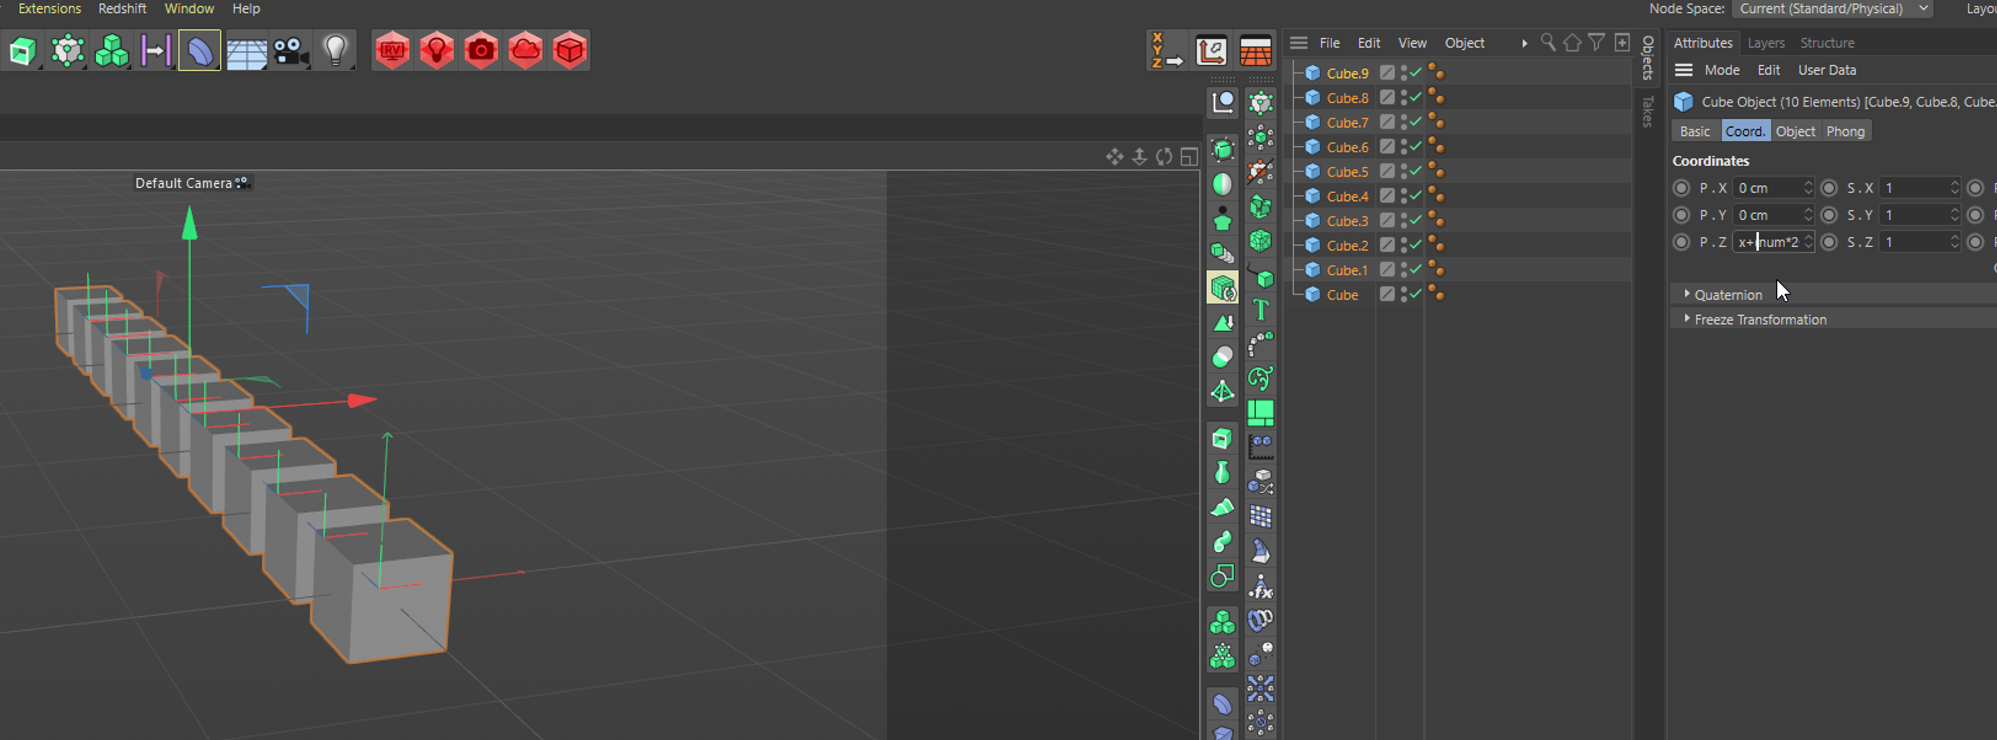 Extensions Redshift Window Help Node Space: Current (Standard/Physical) Layou
RV
X
Y
Z
File Edit View Object
Objects
Takes
Attributes Layers Structure
Mode Edit User Data
Cube Object (10 Elements) [Cube.9, Cube.8, Cube.
Basic Coord. Object Phong
Coordinates
P . X 0 cm S . X 1
P . Y 0 cm S . Y 1
P . Z x+(num*2 S . Z 1
Quaternion
Freeze Transformation
Cube.9
Cube.8
Cube.7
Cube.6
Cube.5
Cube.4
Cube.3
Cube.2
Cube.1
Cube
Default Camera